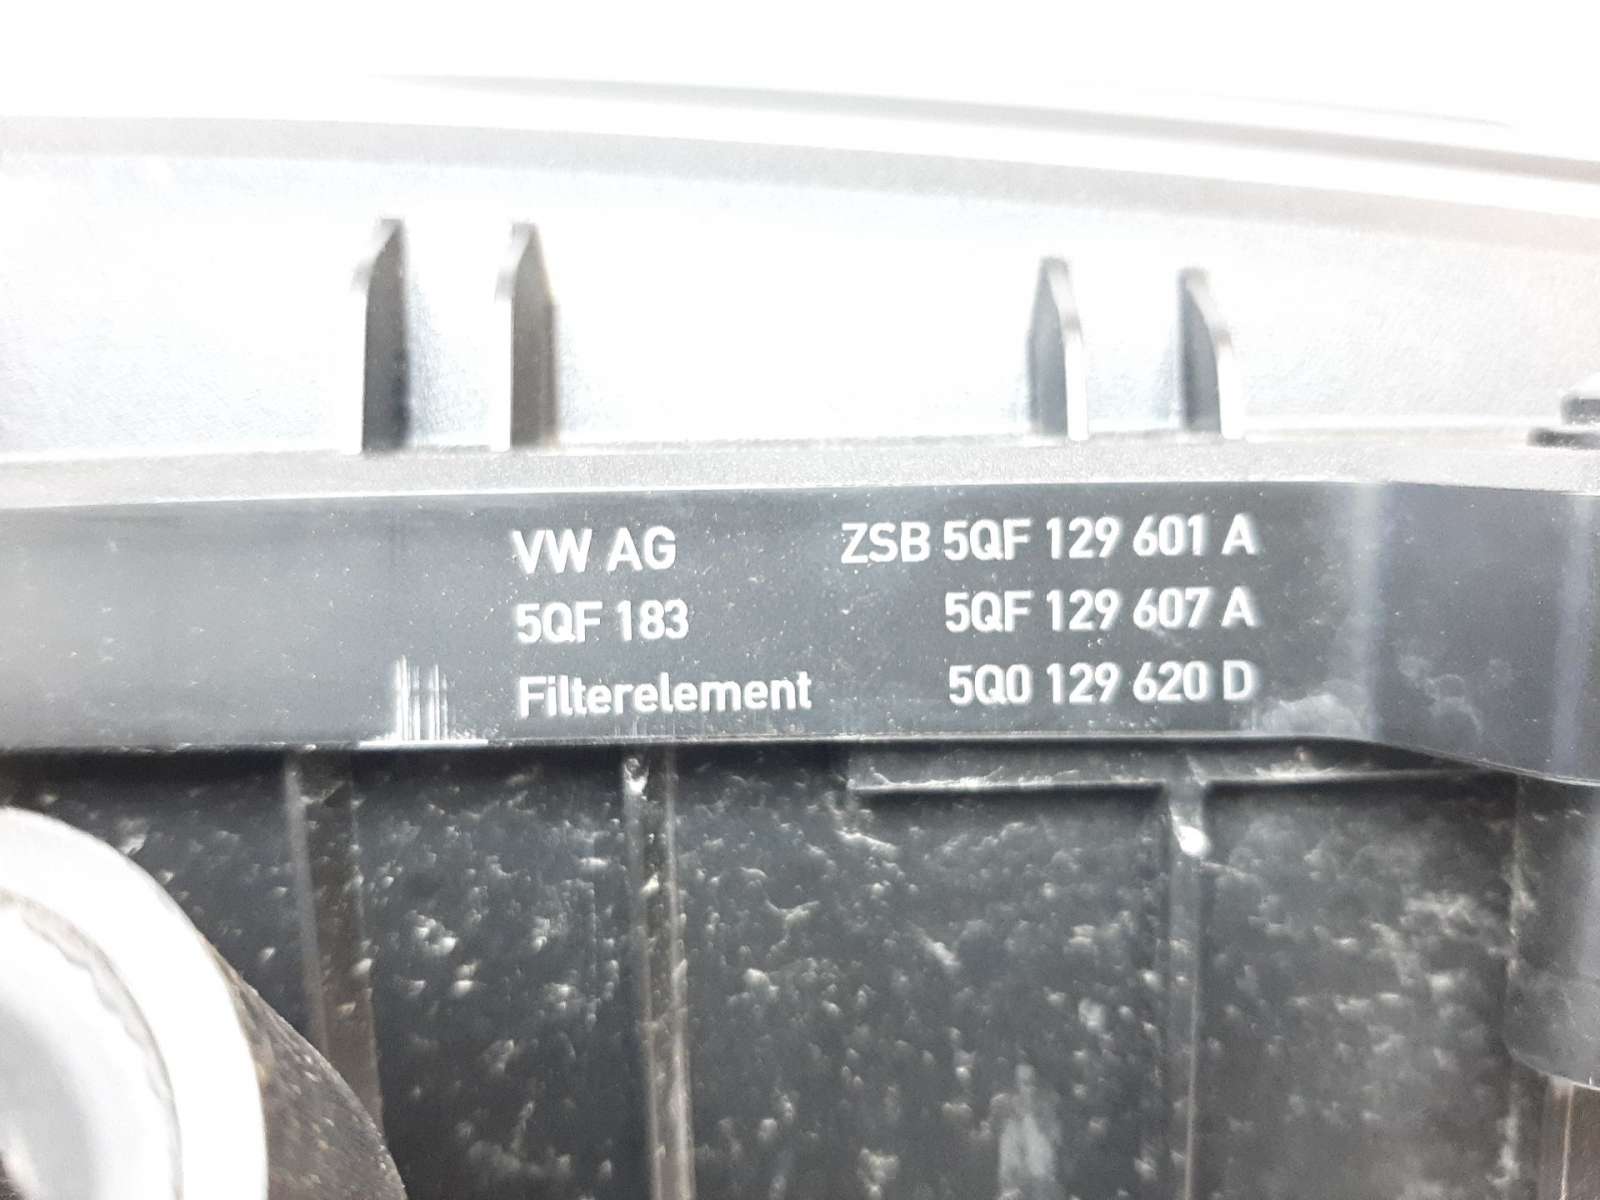 VW AG ZSB 5QF 129 601 A
5QF 183 5QF 129 607 A
Filterelement 5Q0 129 620 D